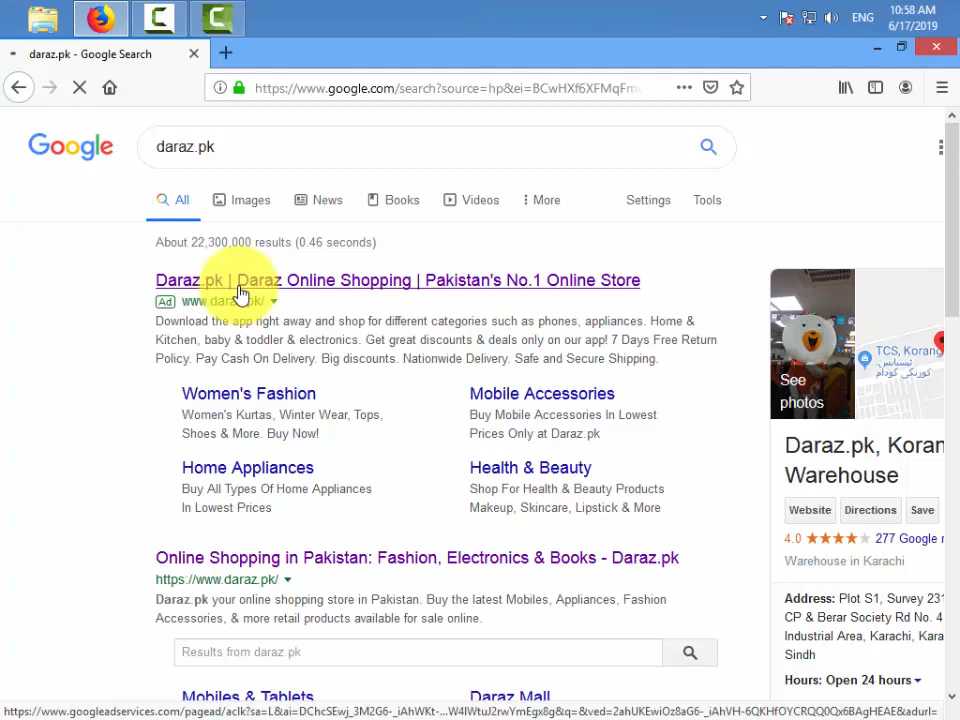 10:58 AM
ENG
6/17/2019
daraz.pk - Google Search
https://www.google.com/search?source=hp&ei=BCwHXf6XFMqFm
Google
daraz.pk
All Images News Books Videos More Settings Tools
About 22,300,000 results (0.46 seconds)
Daraz.pk | Daraz Online Shopping | Pakistan's No.1 Online Store
Ad www.daraz.pk/
Download the app right away and shop for different categories such as phones, appliances. Home &
Kitchen, baby & toddler & electronics. Get great discounts & deals only on our app! 7 Days Free Return
Policy. Pay Cash On Delivery. Big discounts. Nationwide Delivery. Safe and Secure Shipping.
Women's Fashion
Women's Kurtas, Winter Wear, Tops,
Shoes & More. Buy Now!
Mobile Accessories
Buy Mobile Accessories In Lowest
Prices Only at Daraz.pk
Home Appliances
Buy All Types Of Home Appliances
In Lowest Prices
Health & Beauty
Shop For Health & Beauty Products
Makeup, Skincare, Lipstick & More
Online Shopping in Pakistan: Fashion, Electronics & Books - Daraz.pk
https://www.daraz.pk/
Daraz.pk your online shopping store in Pakistan. Buy the latest Mobiles, Appliances, Fashion
Accessories, & more retail products available for sale online.
Results from daraz.pk
Mobiles & Tablets
Daraz Mall
See
photos
TCS, Korang
Daraz.pk, Koran
Warehouse
Website Directions Save
4.0 277 Google r
Warehouse in Karachi
Address: Plot S1, Survey 231
CP & Berar Society Rd No. 4
Industrial Area, Karachi, Kara
Sindh
Hours: Open 24 hours